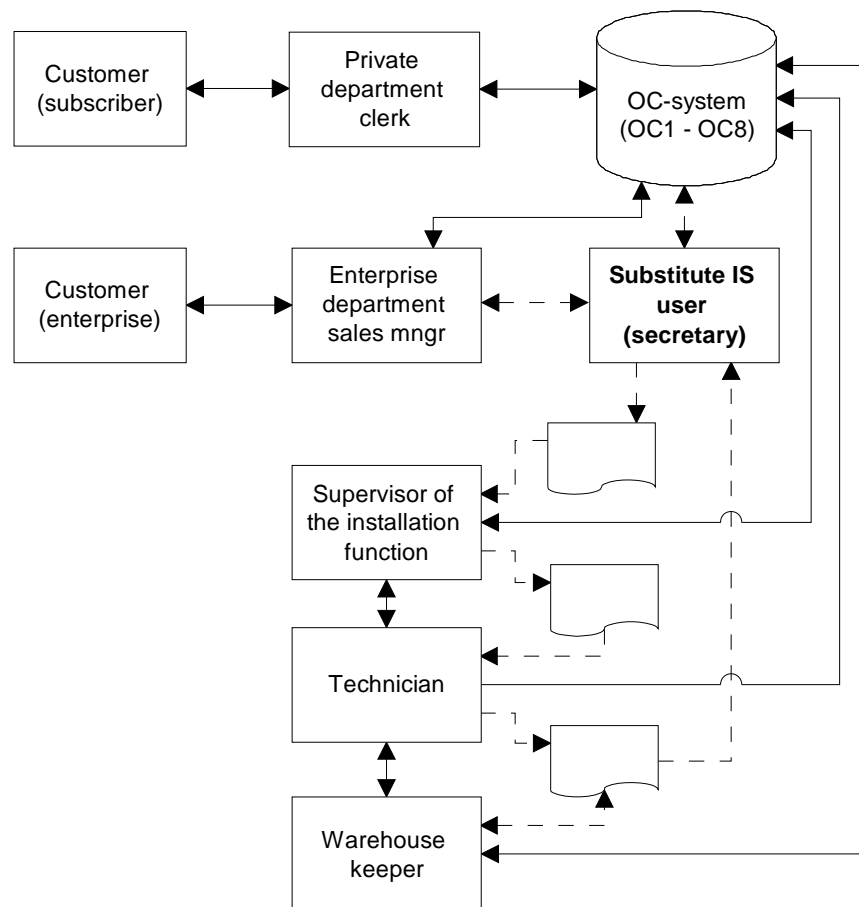 Customer
(subscriber)
Private
department
clerk
OC-system
(OC1 - OC8)
Customer
(enterprise)
Enterprise
department
sales mngr
Substitute IS
user
(secretary)
Supervisor of
the installation
function
Technician
Warehouse
keeper